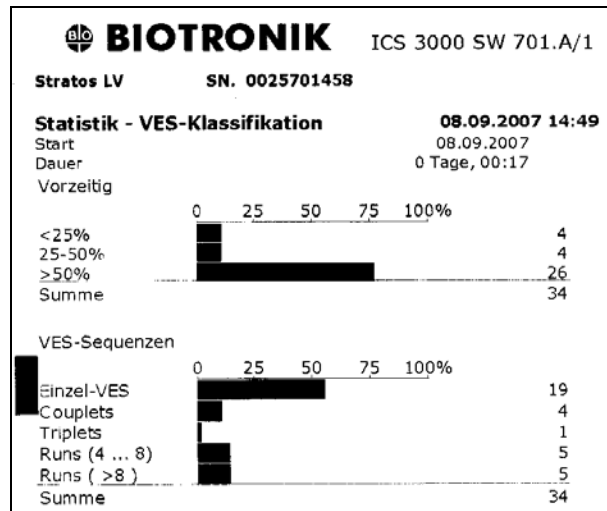 BIO BIOTRONIK ICS 3000 SW 701.A/1
Stratos LV SN. 0025701458
Statistik - VES-Klassifikation 08.09.2007 14:49
Start 08.09.2007
Dauer 0 Tage, 00:17
Vorzeitig
0 25 50 75 100%
<25% 4
25-50% 4
>50% 26
Summe 34
VES-Sequenzen
0 25 50 75 100%
Einzel-VES 19
Couplets 4
Triplets 1
Runs (4 ... 8) 5
Runs ( >8 ) 5
Summe 34